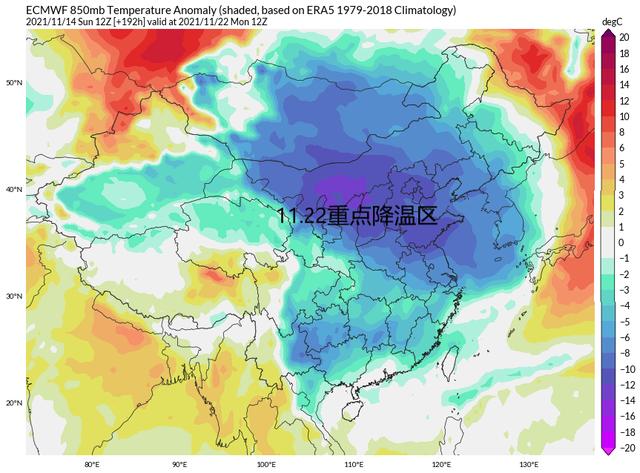 ECMWF 850mb Temperature Anomaly (shaded, based on ERA5 1979-2018 Climatology)
2021/11/14 Sun 12Z [+192h] valid at 2021/11/22 Mon 12Z
degC
20
18
16
14
12
10
8
6
5
4
3
2
1
0
-1
-2
-3
-4
-5
-6
-8
-10
-12
-14
-16
-18
-20
50°N
40°N
30°N
20°N
11.22重点降温区
80°E
90°E
100°E
110°E
120°E
130°E